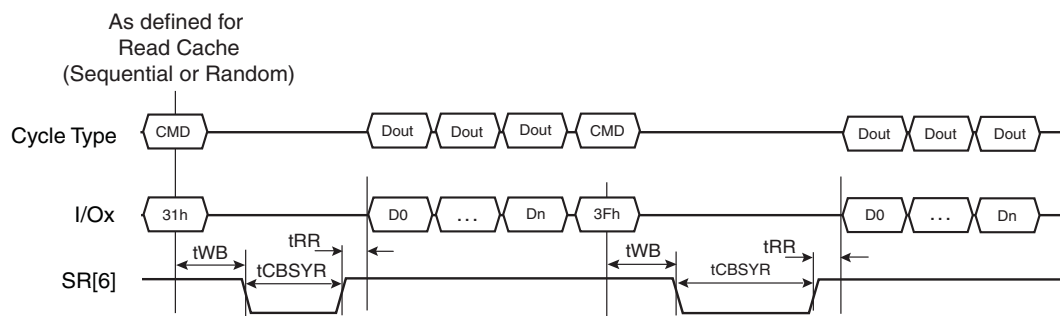 As defined for
Read Cache
(Sequential or Random)
Cycle Type CMD Dout Dout Dout CMD Dout Dout Dout
I/Ox 31h D0 ... Dn 3Fh D0 ... Dn
tWB tRR tWB tRR
SR[6] tCBSYR tCBSYR